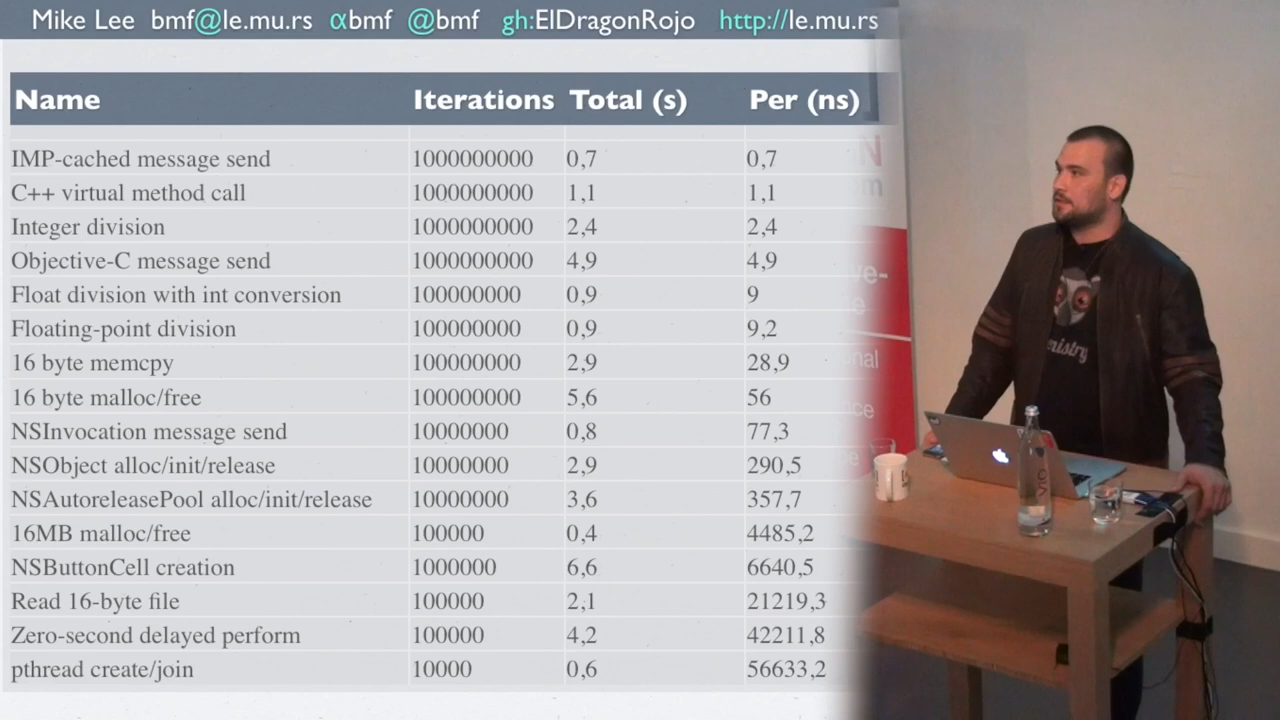 Mike Lee bmf@le.mu.rs αbmf @bmf gh:ElDragonRojo http://le.mu.rs
Name Iterations Total (s) Per (ns)
IMP-cached message send 1000000000 0,7 0,7
C++ virtual method call 1000000000 1,1 1,1
Integer division 1000000000 2,4 2,4
Objective-C message send 1000000000 4,9 4,9
Float division with int conversion 100000000 0,9 9
Floating-point division 100000000 0,9 9,2
16 byte memcpy 100000000 2,9 28,9
16 byte malloc/free 100000000 5,6 56
NSInvocation message send 10000000 0,8 77,3
NSObject alloc/init/release 10000000 2,9 290,5
NSAutoreleasePool alloc/init/release 10000000 3,6 357,7
16MB malloc/free 100000 0,4 4485,2
NSButtonCell creation 1000000 6,6 6640,5
Read 16-byte file 100000 2,1 21219,3
Zero-second delayed perform 100000 4,2 42211,8
pthread create/join 10000 0,6 56633,2